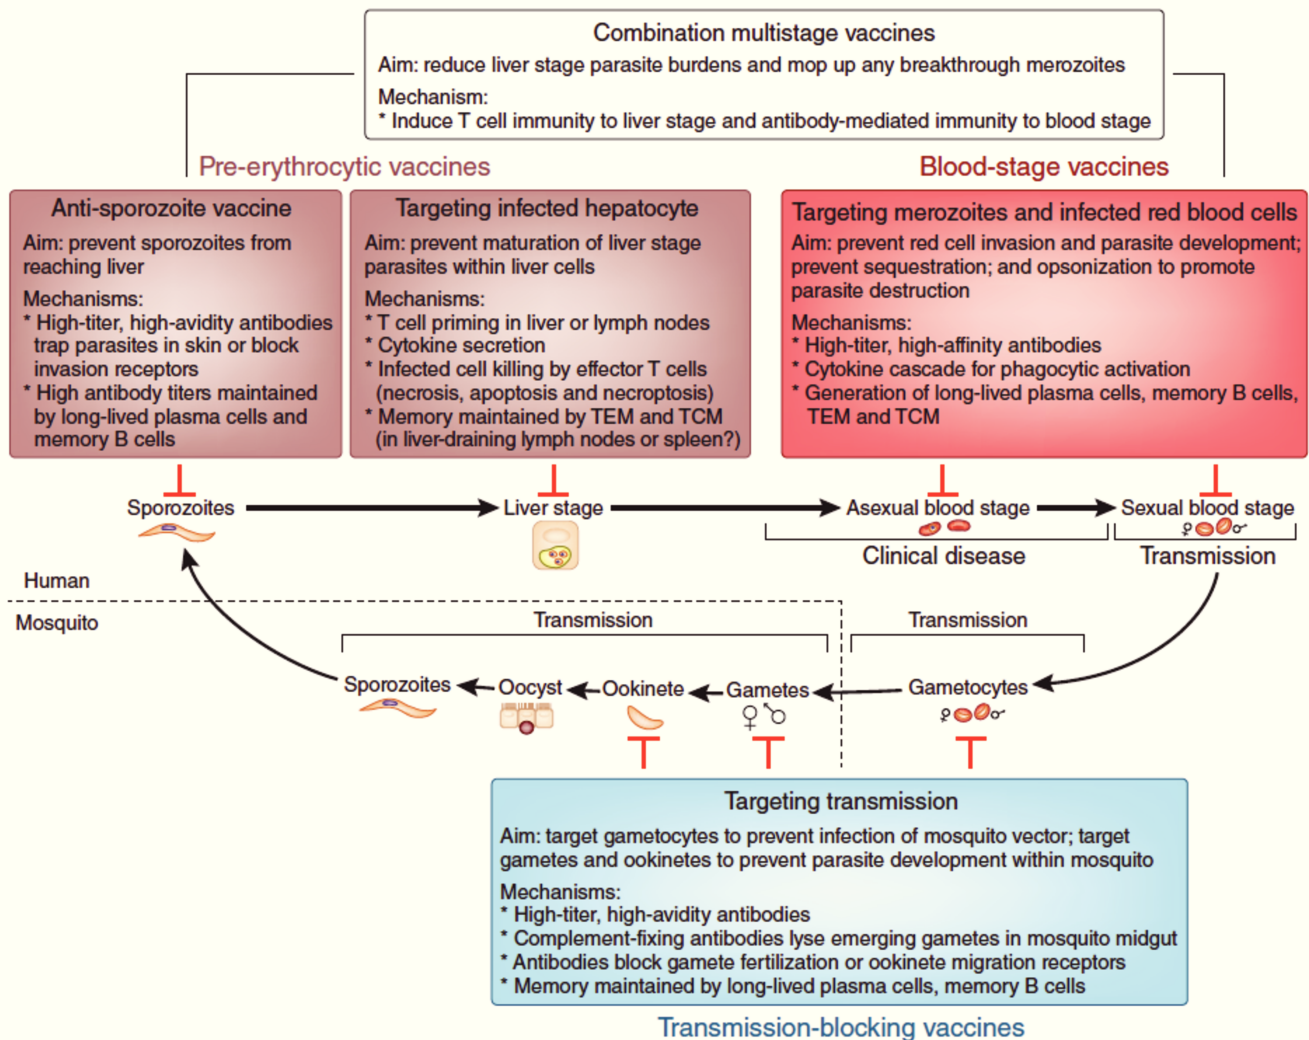 Combination multistage vaccines
Aim: reduce liver stage parasite burdens and mop up any breakthrough merozoites
Mechanism:
* Induce T cell immunity to liver stage and antibody-mediated immunity to blood stage
Pre-erythrocytic vaccines
Blood-stage vaccines
Anti-sporozoite vaccine
Aim: prevent sporozoites from
reaching liver
Mechanisms:
* High-titer, high-avidity antibodies
trap parasites in skin or block
invasion receptors
* High antibody titers maintained
by long-lived plasma cells and
memory B cells
Targeting infected hepatocyte
Aim: prevent maturation of liver stage
parasites within liver cells
Mechanisms:
* T cell priming in liver or lymph nodes
* Cytokine secretion
* Infected cell killing by effector T cells
(necrosis, apoptosis and necroptosis)
* Memory maintained by TEM and TCM
(in liver-draining lymph nodes or spleen?)
Targeting merozoites and infected red blood cells
Aim: prevent red cell invasion and parasite development;
prevent sequestration; and opsonization to promote
parasite destruction
Mechanisms:
* High-titer, high-affinity antibodies
* Cytokine cascade for phagocytic activation
* Generation of long-lived plasma cells, memory B cells,
TEM and TCM
Sporozoites
Liver stage
Asexual blood stage
Sexual blood stage
Clinical disease
Transmission
Human
Mosquito
Transmission
Transmission
Sporozoites
Oocyst
Ookinete
Gametes
Gametocytes
Targeting transmission
Aim: target gametocytes to prevent infection of mosquito vector; target
gametes and ookinetes to prevent parasite development within mosquito
Mechanisms:
* High-titer, high-avidity antibodies
* Complement-fixing antibodies lyse emerging gametes in mosquito midgut
* Antibodies block gamete fertilization or ookinete migration receptors
* Memory maintained by long-lived plasma cells, memory B cells
Transmission-blocking vaccines